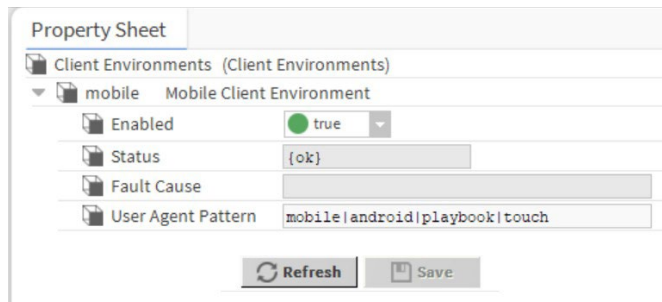 Property Sheet
Client Environments (Client Environments)
mobile Mobile Client Environment
Enabled true
Status {ok}
Fault Cause
User Agent Pattern mobile|android|playbook|touch
Refresh Save